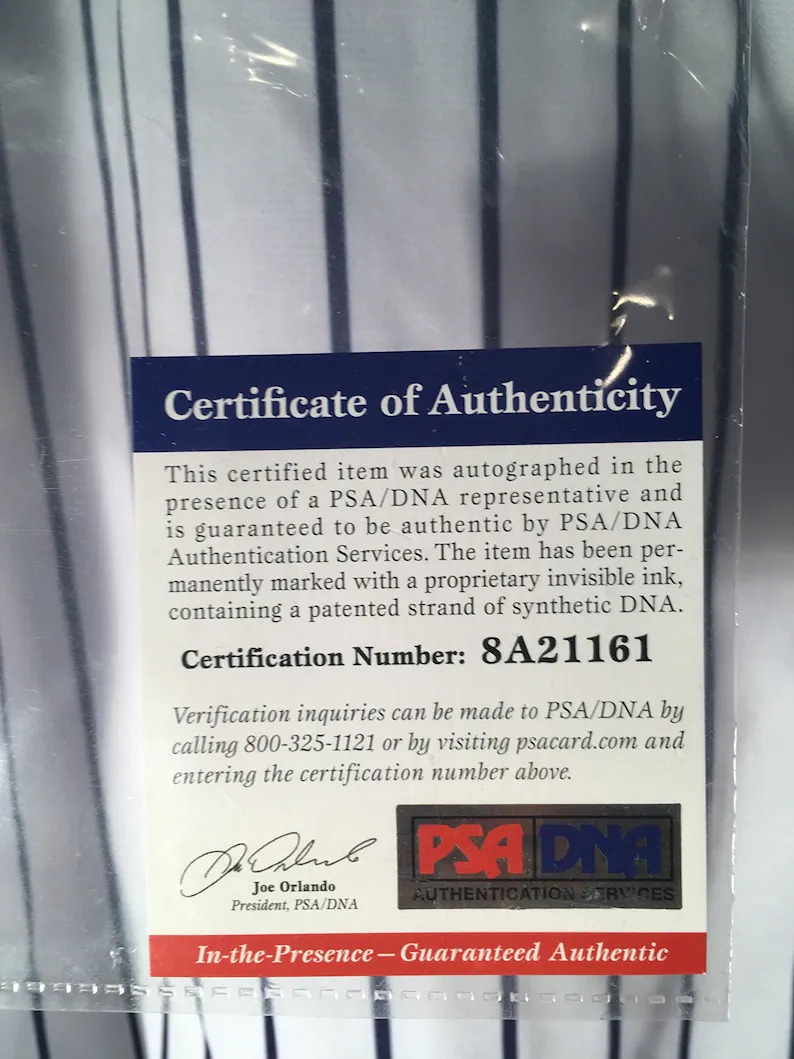 Certificate of Authenticity
This certified item was autographed in the
presence of a PSA/DNA representative and
is guaranteed to be authentic by PSA/DNA
Authentication Services. The item has been per-
manently marked with a proprietary invisible ink,
containing a patented strand of synthetic DNA.
Certification Number: 8A21161
Verification inquiries can be made to PSA/DNA by
calling 800-325-1121 or by visiting psacard.com and
entering the certification number above.
Joe Orlando
President, PSA/DNA
PSA DNA
AUTHENTICATION SERVICES
In-the-Presence — Guaranteed Authentic